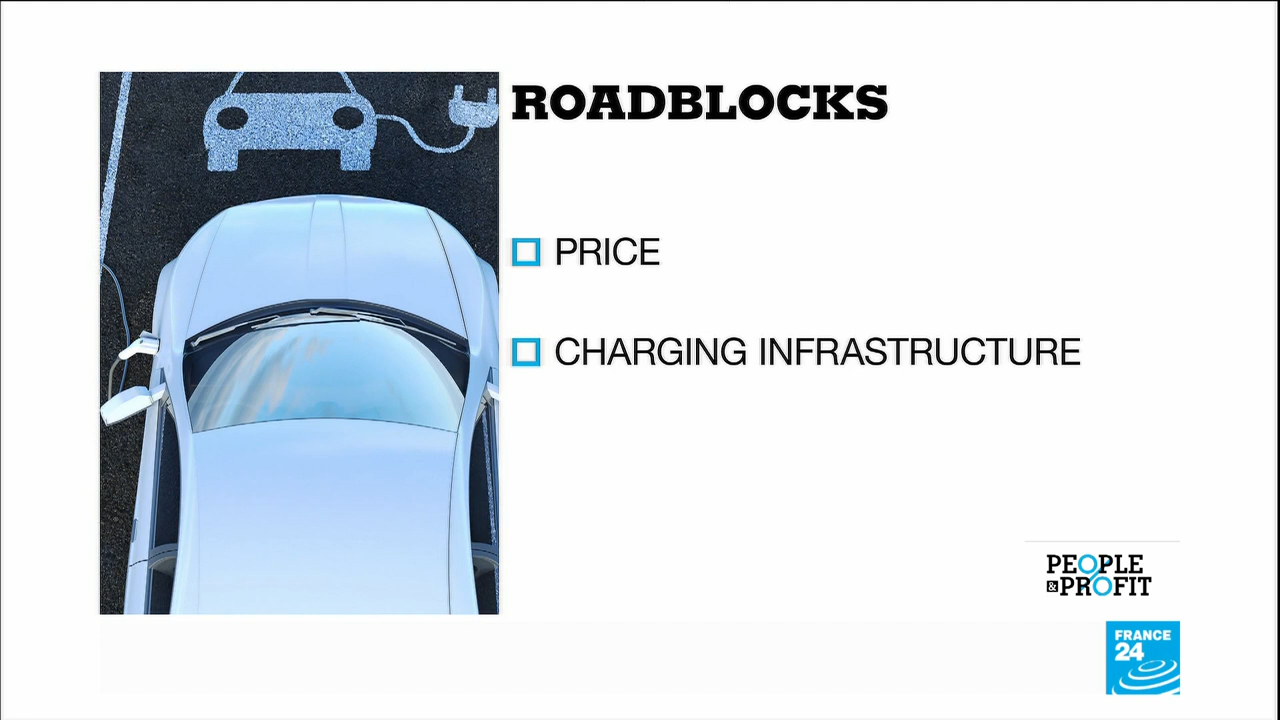 ROADBLOCKS
PRICE
CHARGING INFRASTRUCTURE
PEOPLE
&PROFIT
FRANCE
24